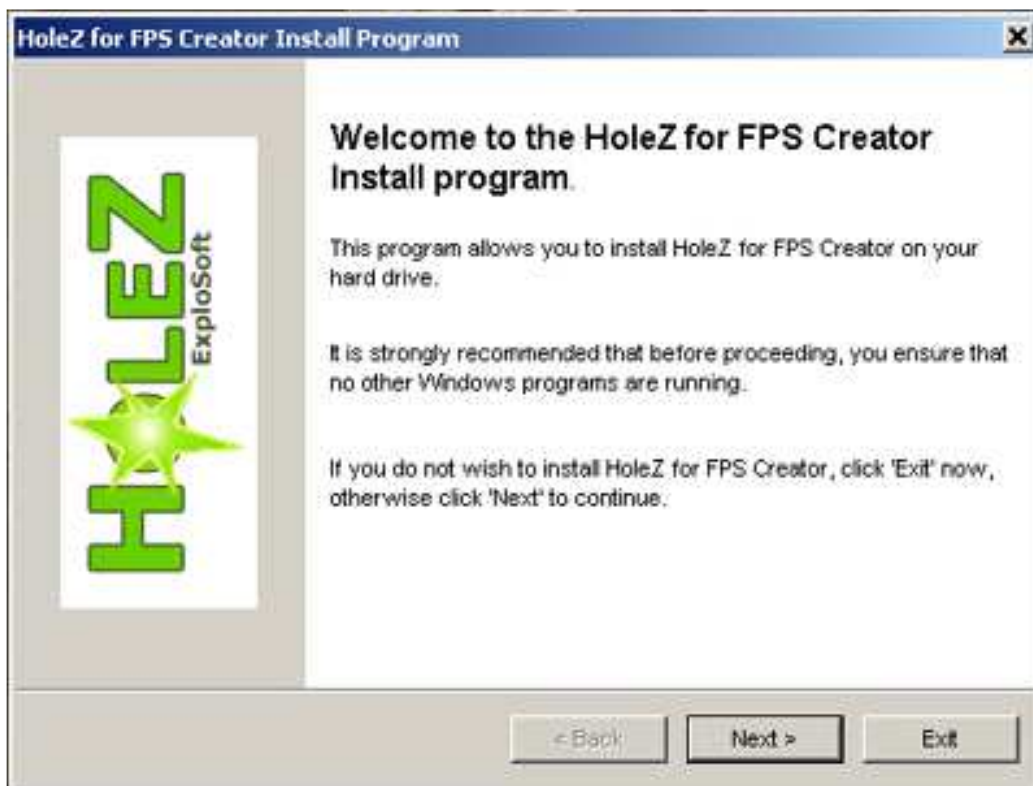 HoleZ for FPS Creator Install Program
HOLEZ
ExploSoft
Welcome to the HoleZ for FPS Creator
Install program.
This program allows you to install HoleZ for FPS Creator on your
hard drive.
It is strongly recommended that before proceeding, you ensure that
no other Windows programs are running.
If you do not wish to install HoleZ for FPS Creator, click 'Exit' now,
otherwise click 'Next' to continue.
< Back
Next >
Exit